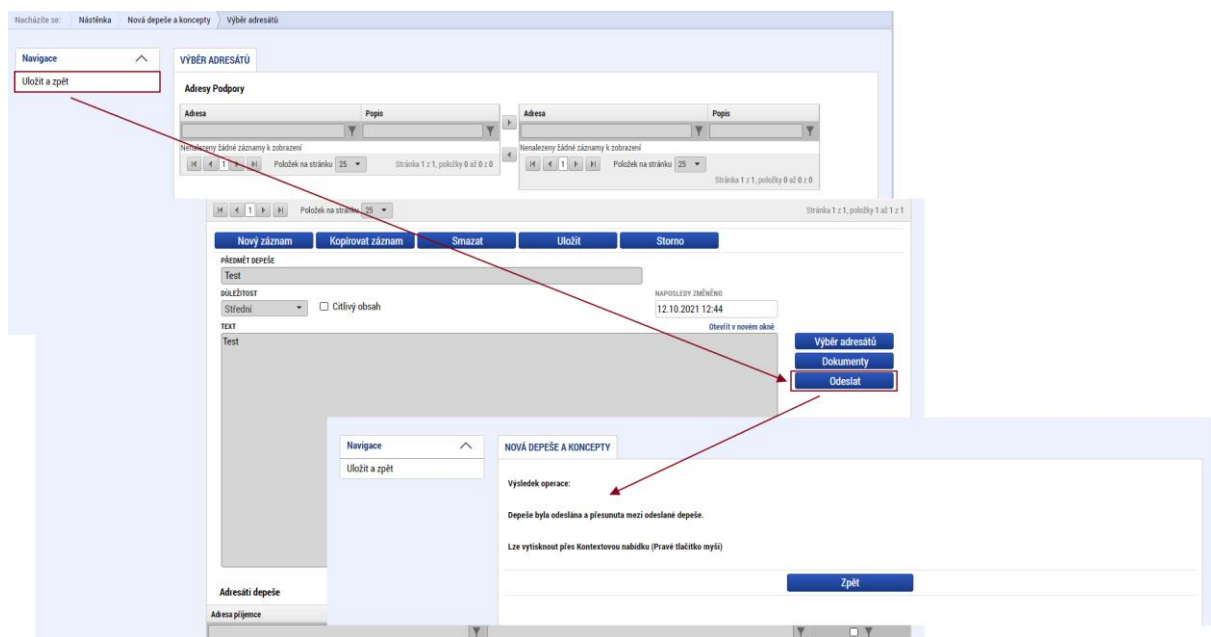 Nacházíte se: Nástěnka Nová depeše a koncepty Výběr adresátů
Navigace
Uložit a zpět
VÝBĚR ADRESÁTŮ
Adresy Podpory
Adresa Popis Adresa Popis
Nenalezeny žádné záznamy k zobrazení Nenalezeny žádné záznamy k zobrazení
1 Položek na stránku 25 Stránka 1 z 1, položky 0 až 0 z 0 1 Položek na stránku 25
Stránka 1 z 1, položky 0 až 0 z 0
1 Položek na stránku 25 Stránka 1 z 1, položky 1 až 1 z 1
Nový záznam Kopírovat záznam Smazat Uložit Storno
PŘEDMĚT DEPEŠE
Test
DŮLEŽITOST NAPOSLEDY ZMĚNĚNO
Střední Citlivý obsah 12.10.2021 12:44
TEXT Otevřít v novém okně
Test
Výběr adresátů
Dokumenty
Odeslat
Navigace
Uložit a zpět
NOVÁ DEPEŠE A KONCEPTY
Výsledek operace:
Depeše byla odeslána a přesunuta mezi odeslané depeše.
Lze vytisknout přes Kontextovou nabídku (Pravé tlačítko myši)
Zpět
Adresáti depeše
Adresa příjemce